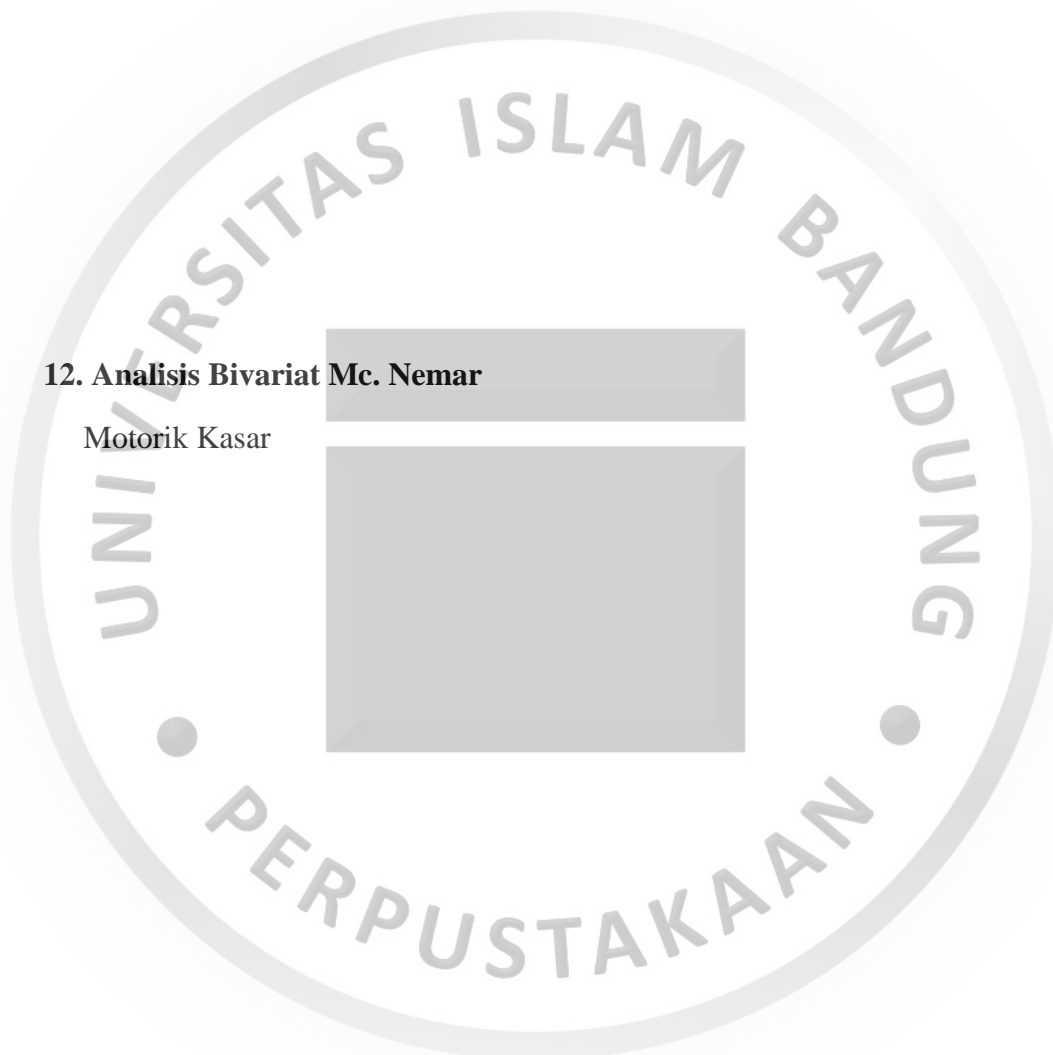 UNIVERSITAS ISLAM BANDUNG
12. Analisis Bivariat Mc. Nemar
Motorik Kasar
PERPUSTAKAAN